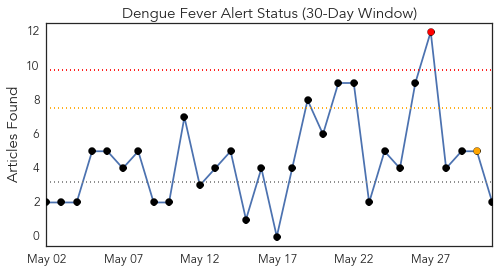 Dengue Fever Alert Status (30-Day Window)
Articles Found
12
10
8
6
4
2
0
May 02
May 07
May 12
May 17
May 22
May 27